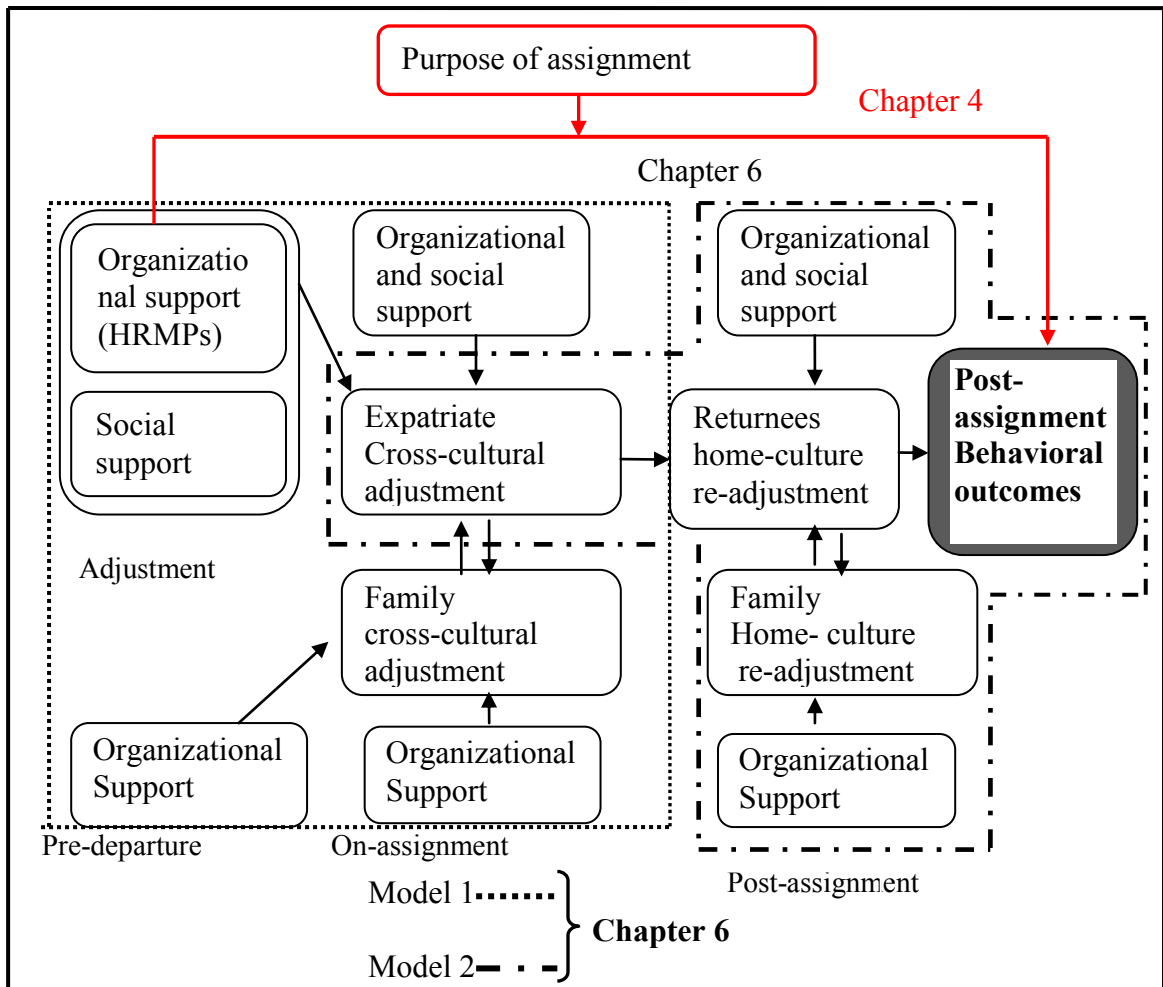 Purpose of assignment
Chapter 4
Chapter 6
Organizatio
nal support
(HRMPs)
Social
support
Organizational
and social
support
Organizational
and social
support
Expatriate
Cross-cultural
adjustment
Returnees
home-culture
re-adjustment
Post-
assignment
Behavioral
outcomes
Adjustment
Family
cross-cultural
adjustment
Family
Home- culture
re-adjustment
Organizational
Support
Organizational
Support
Organizational
Support
Pre-departure
On-assignment
Post-assignment
Model 1
Chapter 6
Model 2